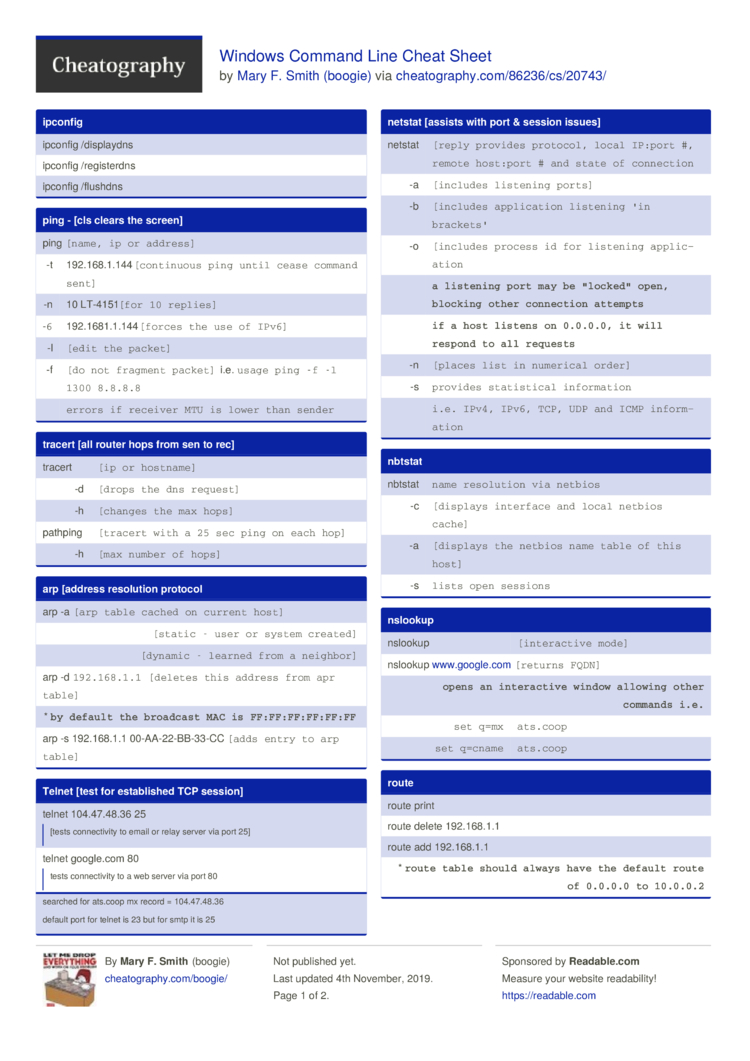 Cheatography
Windows Command Line Cheat Sheet
by Mary F. Smith (boogie) via cheatography.com/86236/cs/20743/
ipconfig
ipconfig /displaydns
ipconfig /registerdns
ipconfig /flushdns
ping - [cls clears the screen]
ping [name, ip or address]
-t 192.168.1.144 [continuous ping until cease command
sent]
-n 10 LT-4151[for 10 replies]
-6 192.1681.1.144 [forces the use of IPv6]
-l [edit the packet]
-f [do not fragment packet] i.e. usage ping -f -l
1300 8.8.8.8
errors if receiver MTU is lower than sender
tracert [all router hops from sen to rec]
tracert [ip or hostname]
-d [drops the dns request]
-h [changes the max hops]
pathping [tracert with a 25 sec ping on each hop]
-h [max number of hops]
arp [address resolution protocol
arp -a [arp table cached on current host]
[static - user or system created]
[dynamic - learned from a neighbor]
arp -d 192.168.1.1 [deletes this address from apr
table]
*by default the broadcast MAC is FF:FF:FF:FF:FF:FF
arp -s 192.168.1.1 00-AA-22-BB-33-CC [adds entry to arp
table]
Telnet [test for established TCP session]
telnet 104.47.48.36 25
[tests connectivity to email or relay server via port 25]
telnet google.com 80
tests connectivity to a web server via port 80
searched for ats.coop mx record = 104.47.48.36
default port for telnet is 23 but for smtp it is 25
netstat [assists with port & session issues]
netstat [reply provides protocol, local IP:port #,
remote host:port # and state of connection
-a [includes listening ports]
-b [includes application listening 'in
brackets'
-o [includes process id for listening applic-
ation
a listening port may be "locked" open,
blocking other connection attempts
if a host listens on 0.0.0.0, it will
respond to all requests
-n [places list in numerical order]
-s provides statistical information
i.e. IPv4, IPv6, TCP, UDP and ICMP inform-
ation
nbtstat
nbtstat name resolution via netbios
-c [displays interface and local netbios
cache]
-a [displays the netbios name table of this
host]
-s lists open sessions
nslookup
nslookup [interactive mode]
nslookup www.google.com [returns FQDN]
opens an interactive window allowing other
commands i.e.
set q=mx ats.coop
set q=cname ats.coop
route
route print
route delete 192.168.1.1
route add 192.168.1.1
*route table should always have the default route
of 0.0.0.0 to 10.0.0.2
LET ME DROP
EVERYTHING
By Mary F. Smith (boogie)
cheatography.com/boogie/
Not published yet.
Last updated 4th November, 2019.
Page 1 of 2.
Sponsored by Readable.com
Measure your website readability!
https://readable.com